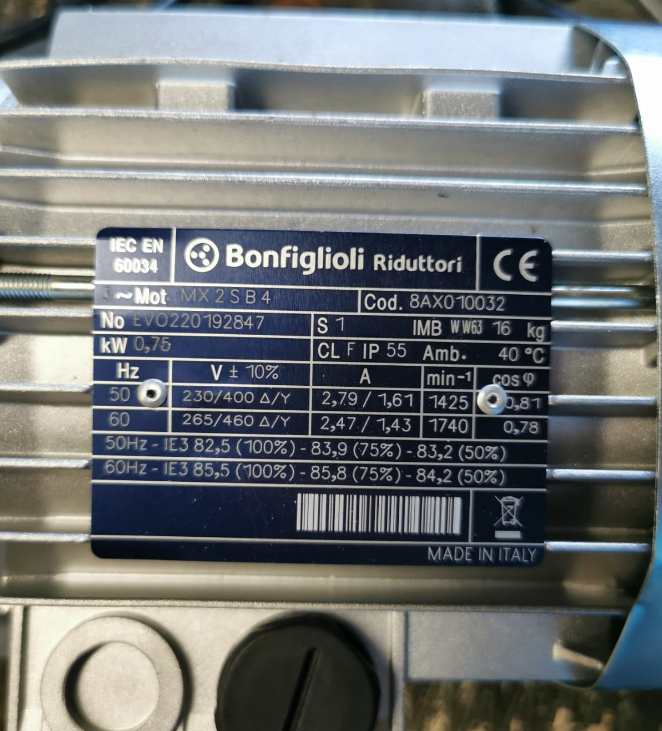 IEC EN
60034
Bonfiglioli Riduttori
CE
3 ~Mot MX 2 S B 4 Cod. 8AX010032
No EVO220192847 S 1 IMB WW63 16 kg
kW 0,75 CL F IP 55 Amb. 40 °C
Hz V ± 10% A min-1 cosφ
50 230/400 Δ/Y 2,79 / 1,61 1425 0,81
60 265/460 Δ/Y 2,47 / 1,43 1740 0,78
50Hz - IE3 82,5 (100%) - 83,9 (75%) - 83,2 (50%)
60Hz - IE3 85,5 (100%) - 85,8 (75%) - 84,2 (50%)
MADE IN ITALY